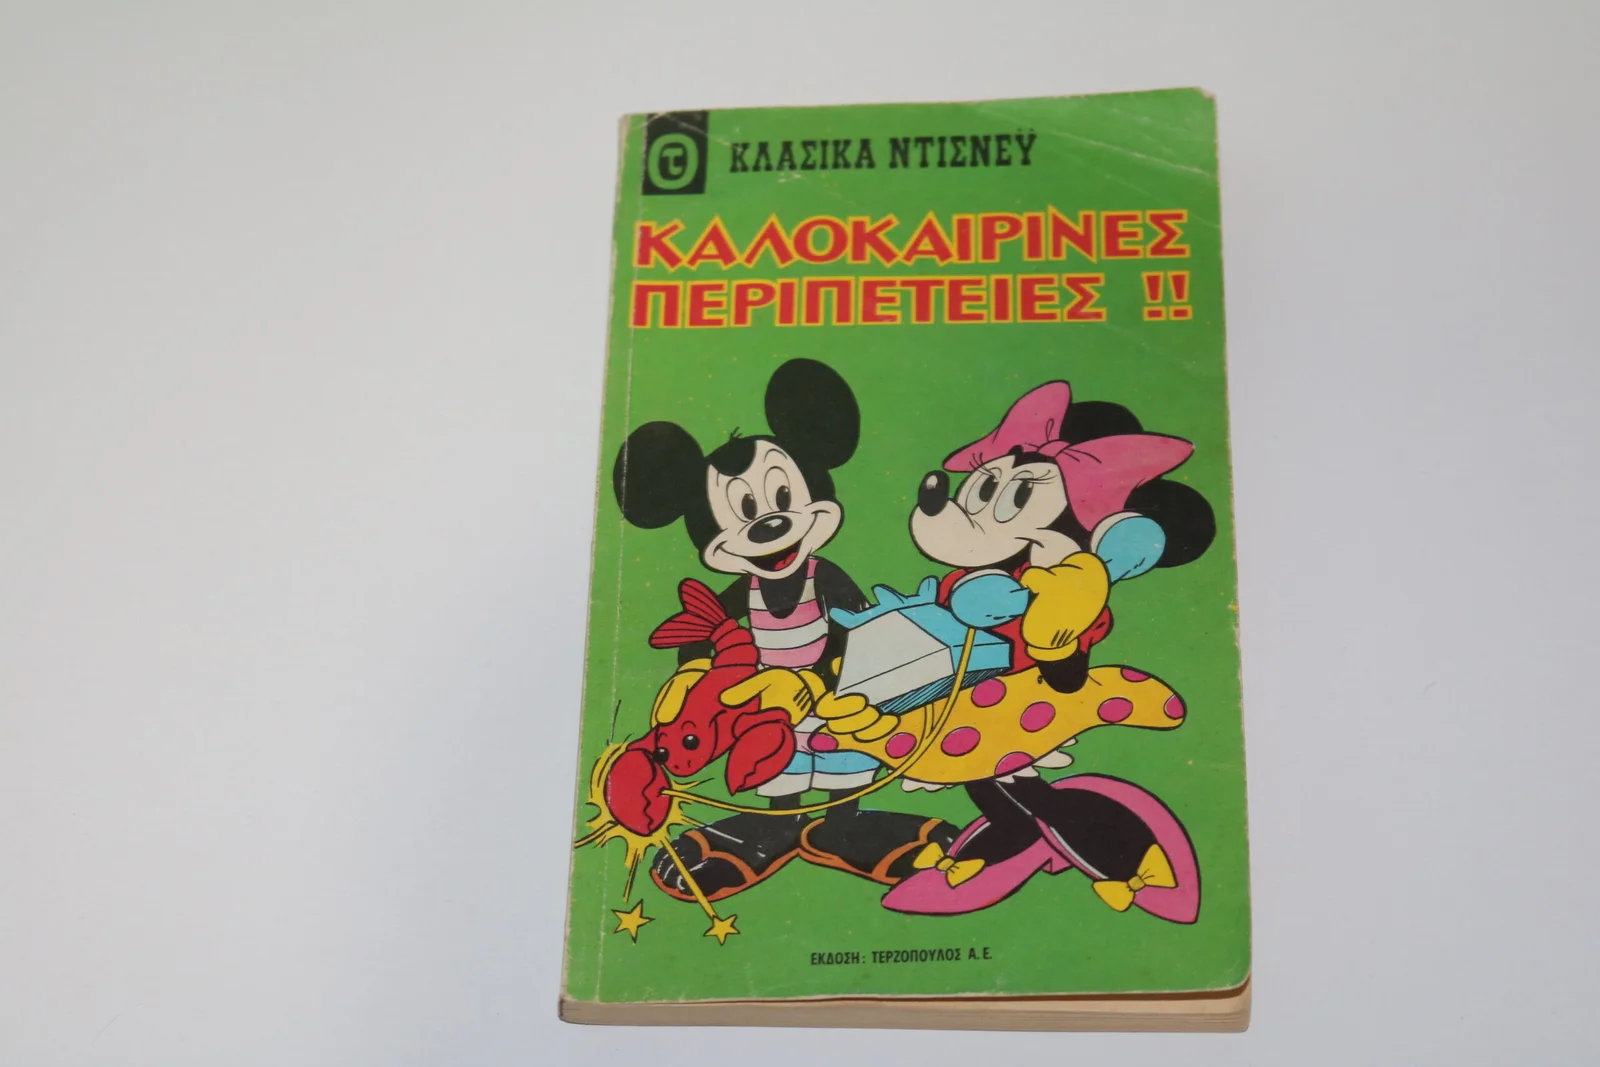 ΚΛΑΣΙΚΑ ΝΤΙΣΝΕΫ
ΚΑΛΟΚΑΙΡΙΝΕΣ
ΠΕΡΙΠΕΤΕΙΕΣ !!
ΕΚΔΟΣΗ: ΤΕΡΖΟΠΟΥΛΟΣ Α.Ε.